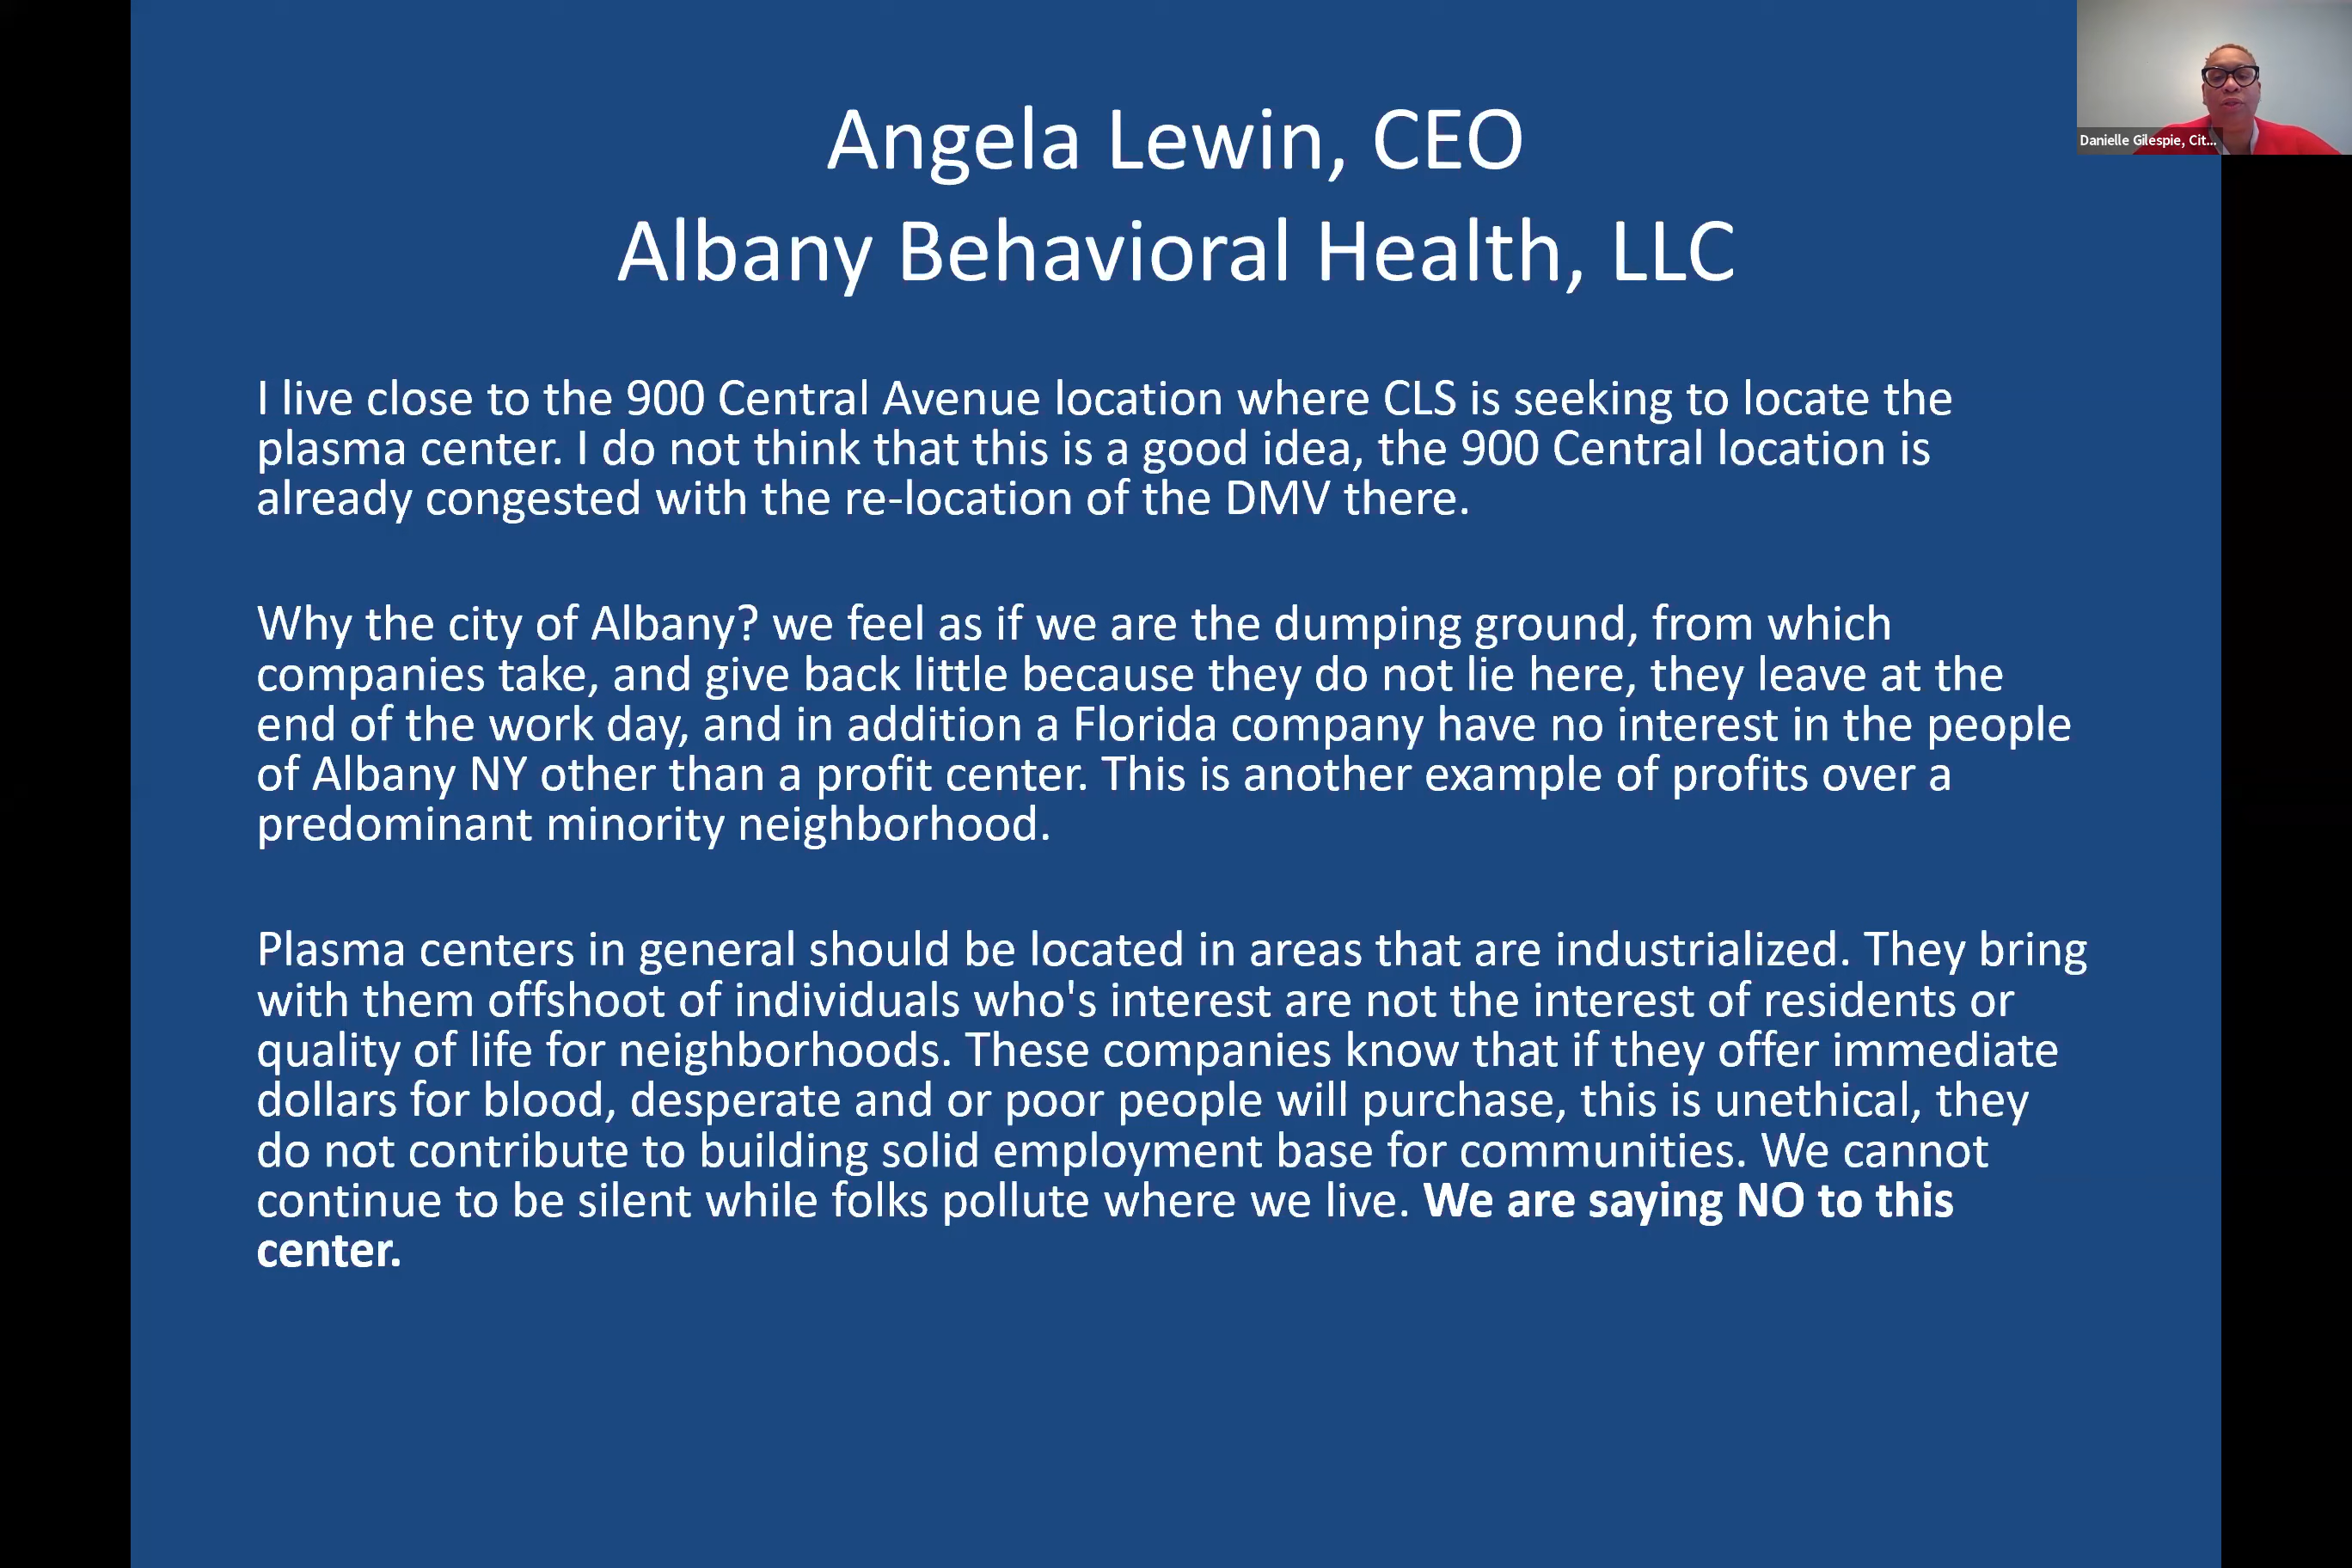 Angela Lewin, CEO
Albany Behavioral Health, LLC
Danielle Gilespie, Cit...
I live close to the 900 Central Avenue location where CLS is seeking to locate the
plasma center. I do not think that this is a good idea, the 900 Central location is
already congested with the re-location of the DMV there.
Why the city of Albany? we feel as if we are the dumping ground, from which
companies take, and give back little because they do not lie here, they leave at the
end of the work day, and in addition a Florida company have no interest in the people
of Albany NY other than a profit center. This is another example of profits over a
predominant minority neighborhood.
Plasma centers in general should be located in areas that are industrialized. They bring
with them offshoot of individuals who's interest are not the interest of residents or
quality of life for neighborhoods. These companies know that if they offer immediate
dollars for blood, desperate and or poor people will purchase, this is unethical, they
do not contribute to building solid employment base for communities. We cannot
continue to be silent while folks pollute where we live. We are saying NO to this
center.